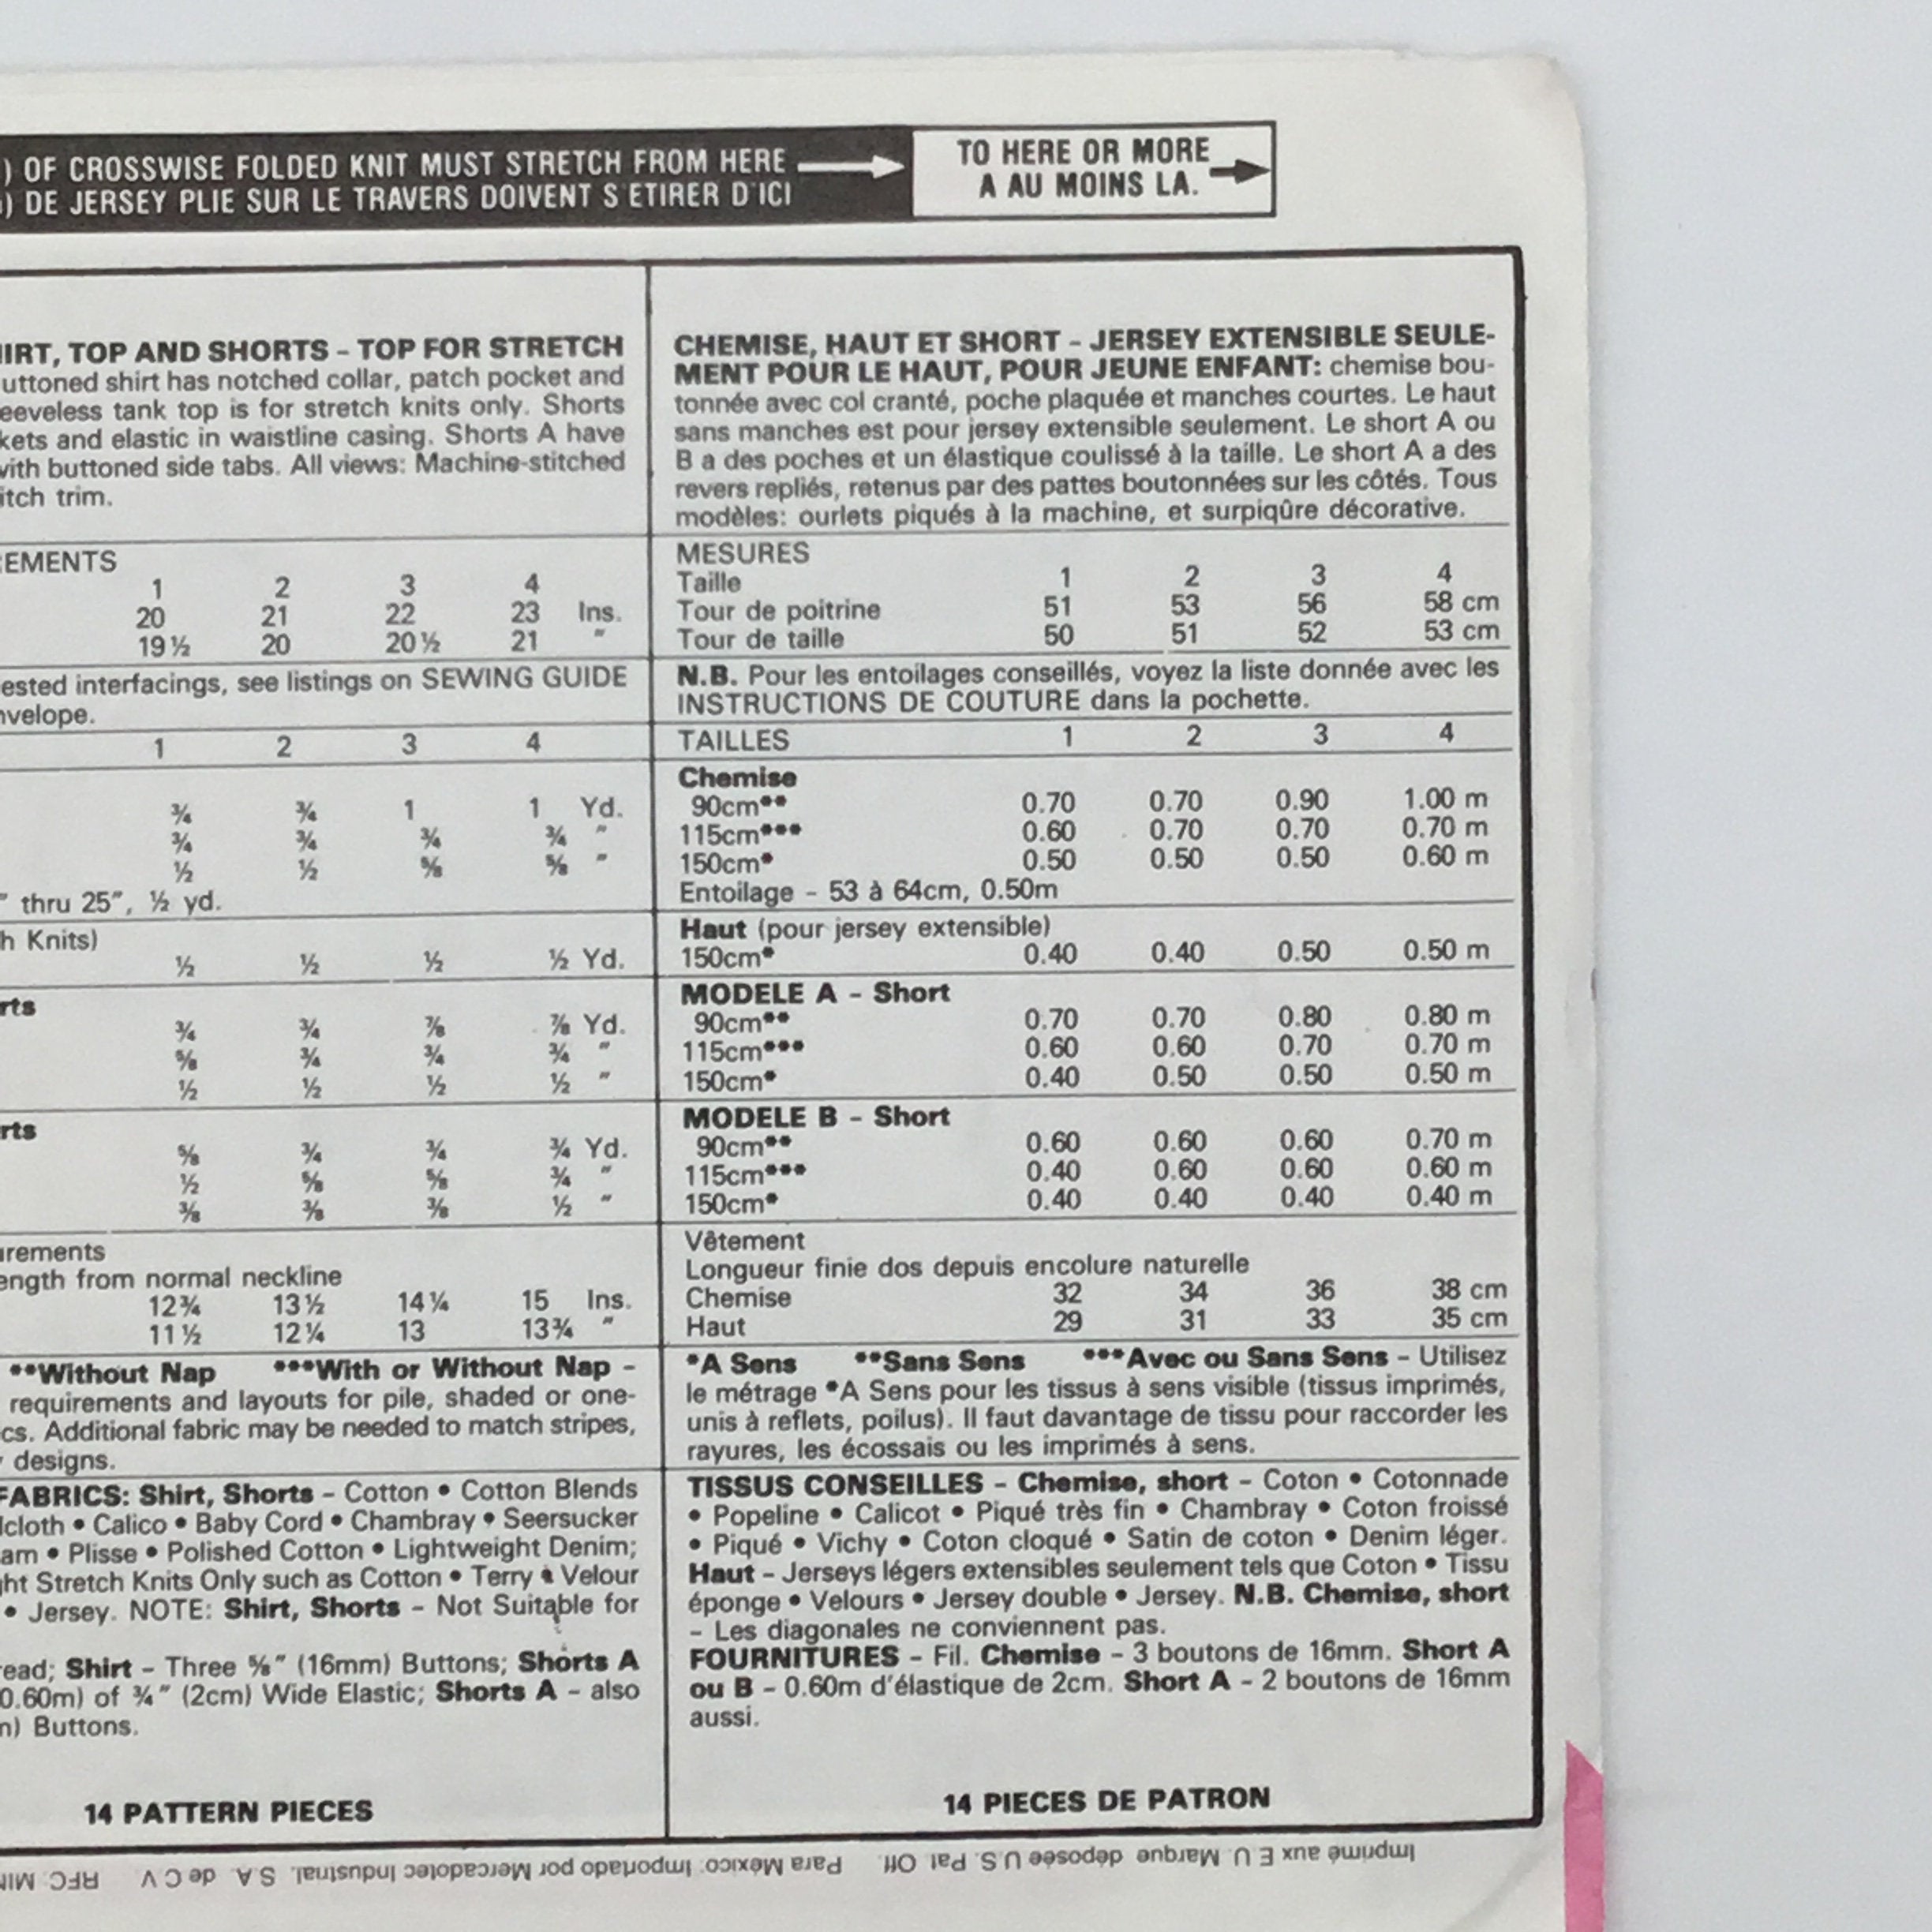 ) OF CROSSWISE FOLDED KNIT MUST STRETCH FROM HERE
) DE JERSEY PLIE SUR LE TRAVERS DOIVENT S'ETIRER D'ICI
TO HERE OR MORE
A AU MOINS LA.
IRT, TOP AND SHORTS – TOP FOR STRETCH
uttoned shirt has notched collar, patch pocket and
eeveless tank top is for stretch knits only. Shorts
kets and elastic in waistline casing. Shorts A have
with buttoned side tabs. All views: Machine-stitched
itch trim.
EMENTS
1 2 3 4
20 21 22 23 Ins.
19½ 20 20½ 21 "
ested interfacings, see listings on SEWING GUIDE
nvelope.
1 2 3 4
¾ ¾ 1 1 Yd.
¾ ¾ ¾ ¾ "
½ ½ ⅝ ⅝ "
" thru 25", ½ yd.
h Knits)
½ ½ ½ ½ Yd.
rts
¾ ¾ ⅞ ⅞ Yd.
⅝ ¾ ¾ ¾ "
½ ½ ½ ½ "
rts
⅝ ¾ ¾ ¾ Yd.
½ ⅝ ⅝ ¾ "
⅜ ⅜ ⅜ ½ "
urements
ength from normal neckline
12¾ 13½ 14¼ 15 Ins.
11½ 12¼ 13 13¾ "
**Without Nap ***With or Without Nap –
requirements and layouts for pile, shaded or one-
cs. Additional fabric may be needed to match stripes,
designs.
FABRICS: Shirt, Shorts – Cotton • Cotton Blends
lcloth • Calico • Baby Cord • Chambray • Seersucker
am • Plisse • Polished Cotton • Lightweight Denim;
ht Stretch Knits Only such as Cotton • Terry • Velour
• Jersey. NOTE: Shirt, Shorts – Not Suitable for
read; Shirt – Three ⅝" (16mm) Buttons; Shorts A
0.60m) of ¾" (2cm) Wide Elastic; Shorts A – also
m) Buttons.
14 PATTERN PIECES
CHEMISE, HAUT ET SHORT – JERSEY EXTENSIBLE SEULE-
MENT POUR LE HAUT, POUR JEUNE ENFANT: chemise bou-
tonnée avec col cranté, poche plaquée et manches courtes. Le haut
sans manches est pour jersey extensible seulement. Le short A ou
B a des poches et un élastique coulissé à la taille. Le short A a des
revers repliés, retenus par des pattes boutonnées sur les côtés. Tous
modèles: ourlets piqués à la machine, et surpiqûre décorative.
MESURES
Taille 1 2 3 4
Tour de poitrine 51 53 56 58 cm
Tour de taille 50 51 52 53 cm
N.B. Pour les entoilages conseillés, voyez la liste donnée avec les
INSTRUCTIONS DE COUTURE dans la pochette.
TAILLES 1 2 3 4
Chemise
90cm** 0.70 0.70 0.90 1.00 m
115cm*** 0.60 0.70 0.70 0.70 m
150cm* 0.50 0.50 0.50 0.60 m
Entoilage – 53 à 64cm, 0.50m
Haut (pour jersey extensible)
150cm* 0.40 0.40 0.50 0.50 m
MODELE A – Short
90cm** 0.70 0.70 0.80 0.80 m
115cm*** 0.60 0.60 0.70 0.70 m
150cm* 0.40 0.50 0.50 0.50 m
MODELE B – Short
90cm** 0.60 0.60 0.60 0.70 m
115cm*** 0.40 0.60 0.60 0.60 m
150cm* 0.40 0.40 0.40 0.40 m
Vêtement
Longueur finie dos depuis encolure naturelle
Chemise 32 34 36 38 cm
Haut 29 31 33 35 cm
*A Sens **Sans Sens ***Avec ou Sans Sens – Utilisez
le métrage *A Sens pour les tissus à sens visible (tissus imprimés,
unis à reflets, poilus). Il faut davantage de tissu pour raccorder les
rayures, les écossais ou les imprimés à sens.
TISSUS CONSEILLES – Chemise, short – Coton • Cotonnade
• Popeline • Calicot • Piqué très fin • Chambray • Coton froissé
• Piqué • Vichy • Coton cloqué • Satin de coton • Denim léger.
Haut – Jerseys légers extensibles seulement tels que Coton • Tissu
éponge • Velours • Jersey double • Jersey. N.B. Chemise, short
– Les diagonales ne conviennent pas.
FOURNITURES – Fil. Chemise – 3 boutons de 16mm. Short A
ou B – 0.60m d'élastique de 2cm. Short A – 2 boutons de 16mm
aussi.
14 PIECES DE PATRON
Imprimé aux E.U. Marque déposée U.S. Pat. Off. Para México: Importado por Mercadotec Industrial, S.A. de C.V. RFC. MIN